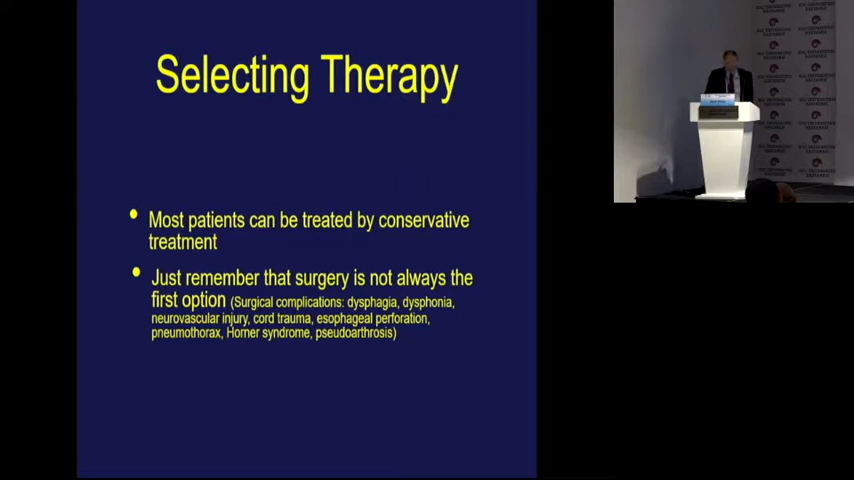 Selecting Therapy
• Most patients can be treated by conservative
treatment
• Just remember that surgery is not always the
first option (Surgical complications: dysphagia, dysphonia,
neurovascular injury, cord trauma, esophageal perforation,
pneumothorax, Horner syndrome, pseudoarthrosis)